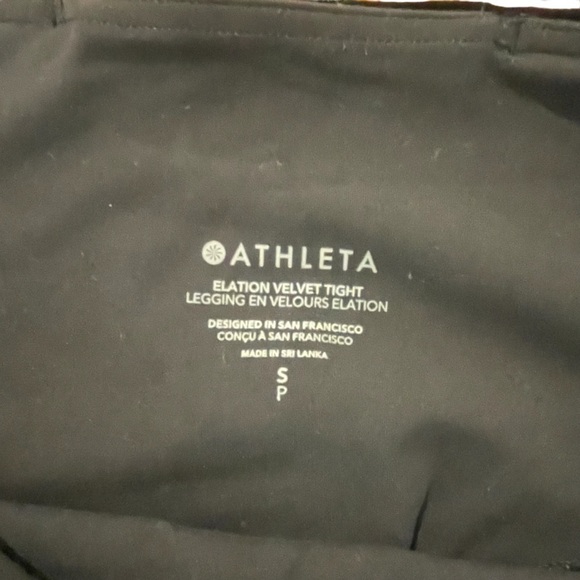 ATHLETA
ELATION VELVET TIGHT
LEGGING EN VELOURS ELATION
DESIGNED IN SAN FRANCISCO
CONÇU À SAN FRANCISCO
MADE IN SRI LANKA
S
P